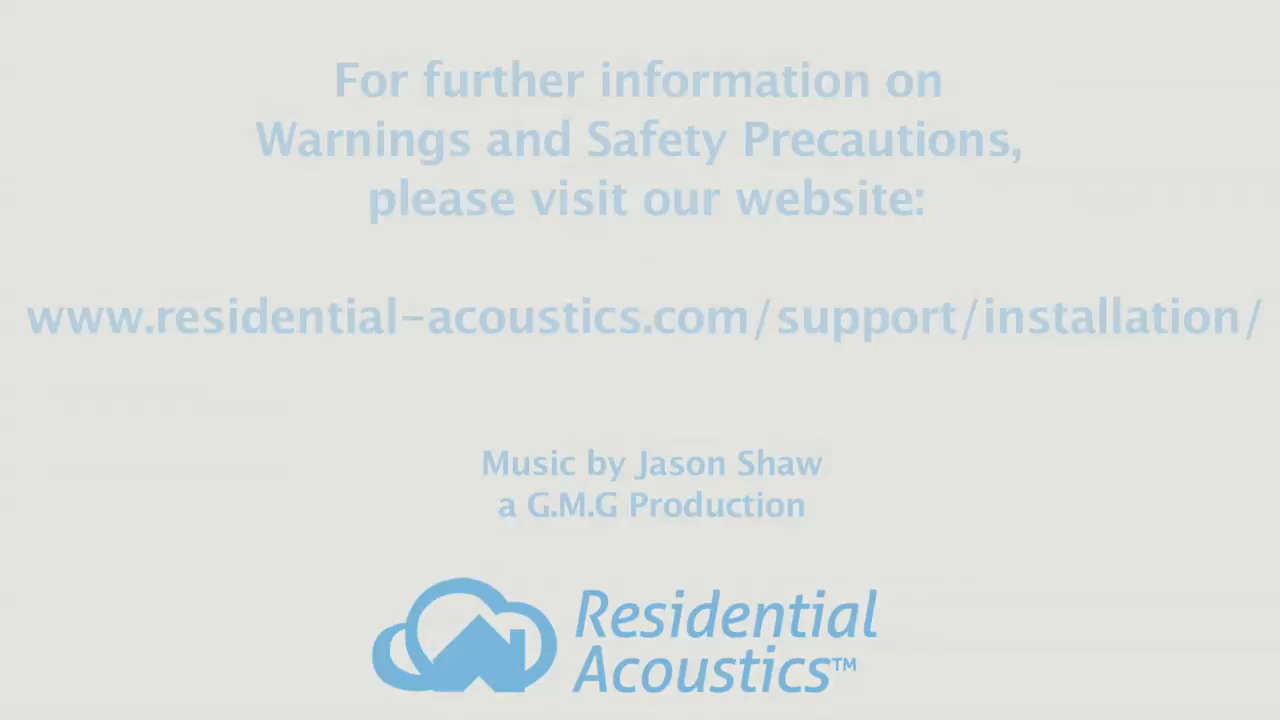 For further information on
Warnings and Safety Precautions,
please visit our website:
www.residential-acoustics.com/support/installation/
Music by Jason Shaw
a G.M.G Production
Residential
Acoustics™